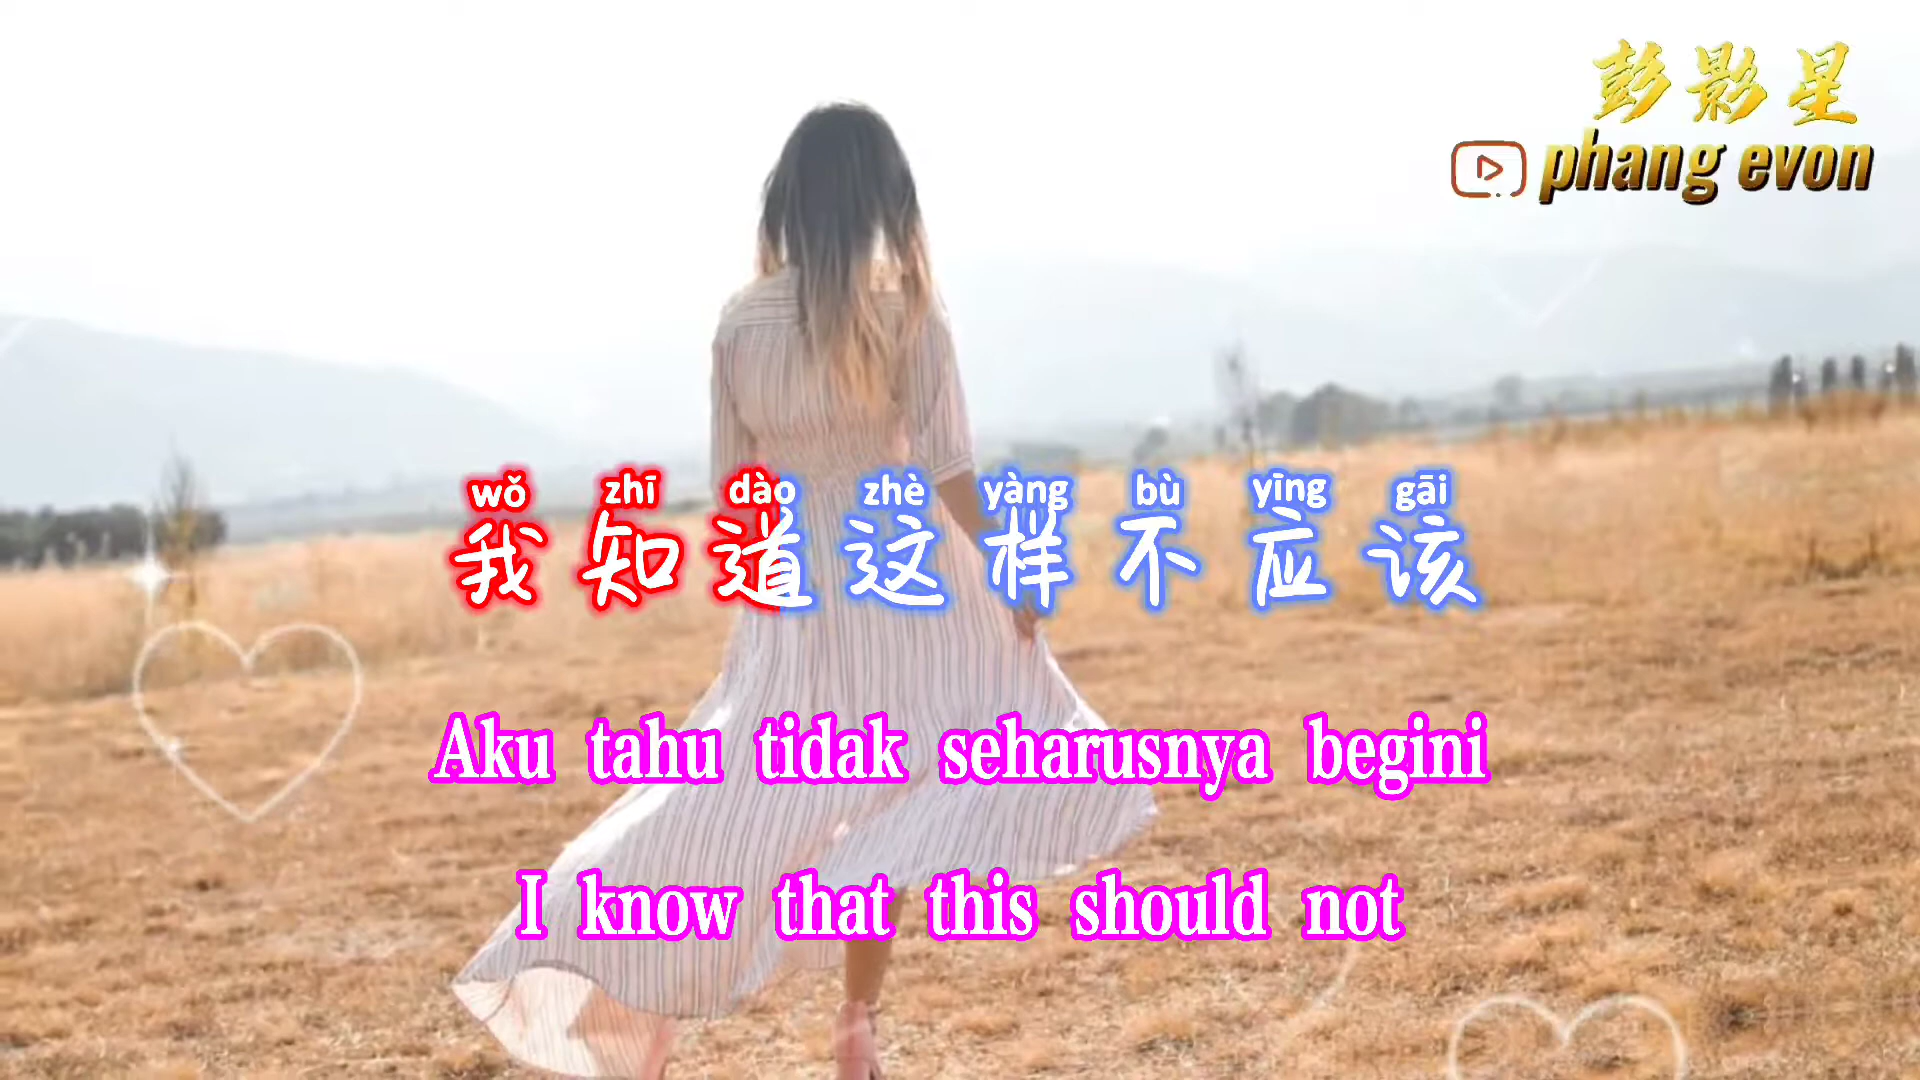 彭影星
phang evon
wǒ zhī dào zhè yàng bù yīng gāi
我知道这样不应该
Aku tahu tidak seharusnya begini
I know that this should not